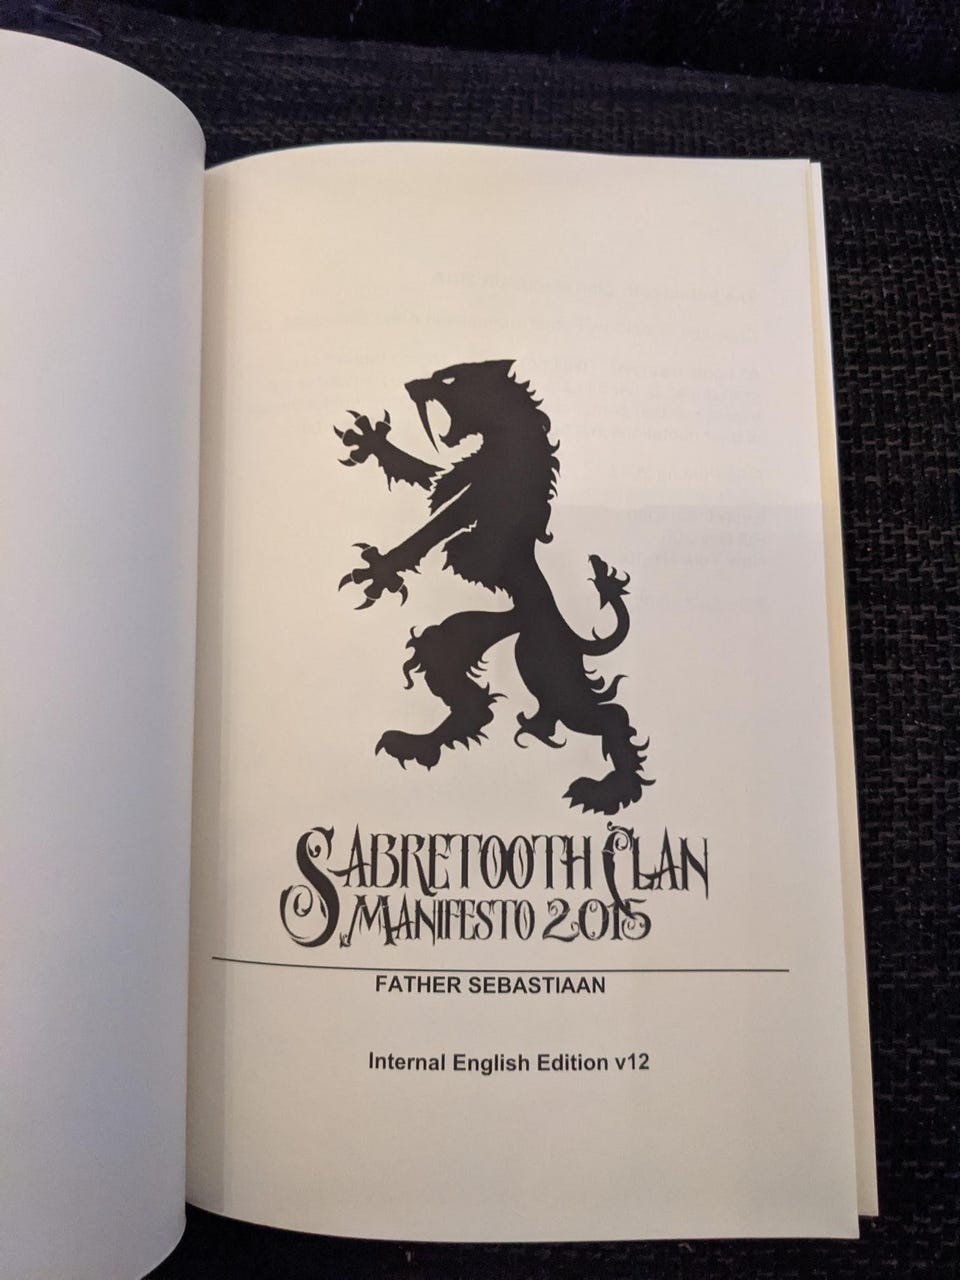 SABRETOOTH CLAN
MANIFESTO 2015
FATHER SEBASTIAAN
Internal English Edition v12